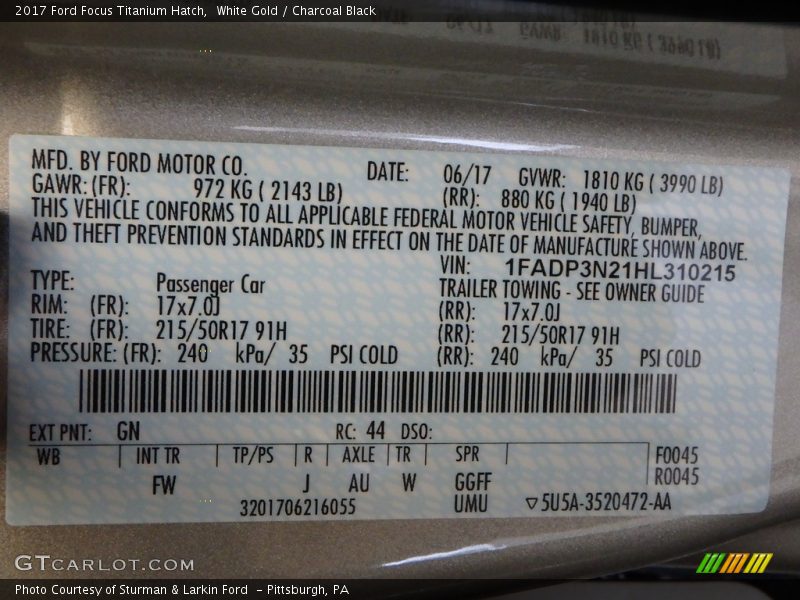 2017 Ford Focus Titanium Hatch,  White Gold / Charcoal Black
MFD. BY FORD MOTOR CO. DATE: 06/17 GVWR: 1810 KG ( 3990 LB)
GAWR: (FR): 972 KG ( 2143 LB) (RR): 880 KG ( 1940 LB)
THIS VEHICLE CONFORMS TO ALL APPLICABLE FEDERAL MOTOR VEHICLE SAFETY, BUMPER,
AND THEFT PREVENTION STANDARDS IN EFFECT ON THE DATE OF MANUFACTURE SHOWN ABOVE.
VIN: 1FADP3N21HL310215
TYPE: Passenger Car TRAILER TOWING - SEE OWNER GUIDE
RIM: (FR): 17x7.0J (RR): 17x7.0J
TIRE: (FR): 215/50R17 91H (RR): 215/50R17 91H
PRESSURE: (FR): 240 kPa/ 35 PSI COLD (RR): 240 kPa/ 35 PSI COLD
EXT PNT: GN RC: 44 DSO:
WB INT TR TP/PS R AXLE TR SPR F0045
R0045
FW J AU W GGFF
3201706216055 UMU ▽5U5A-3520472-AA
GTCARLOT.COM
Photo Courtesy of Sturman & Larkin Ford  - Pittsburgh, PA